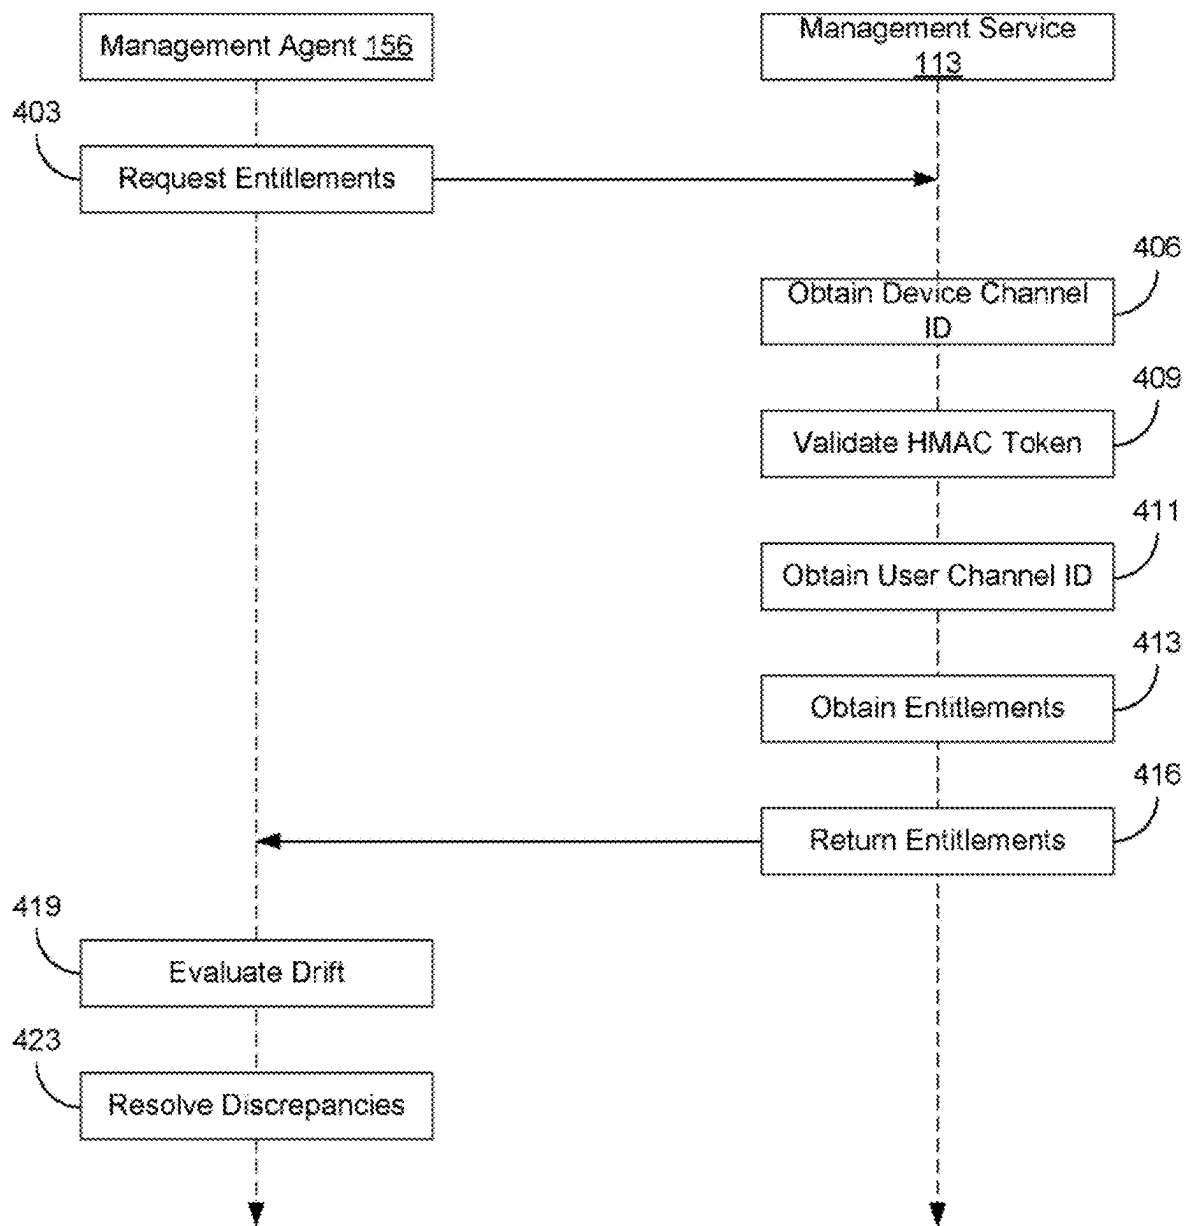 Management Agent 156
Management Service
113
403
Request Entitlements
406
Obtain Device Channel
ID
409
Validate HMAC Token
411
Obtain User Channel ID
413
Obtain Entitlements
416
Return Entitlements
419
Evaluate Drift
423
Resolve Discrepancies